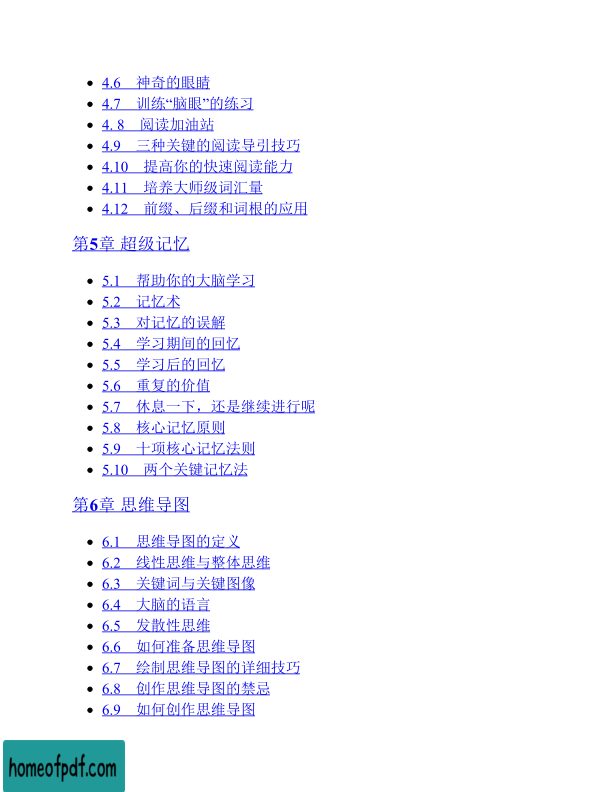 4.6 神奇的眼睛
4.7 训练“脑眼”的练习
4. 8 阅读加油站
4.9 三种关键的阅读导引技巧
4.10 提高你的快速阅读能力
4.11 培养大师级词汇量
4.12 前缀、后缀和词根的应用
第5章 超级记忆
5.1 帮助你的大脑学习
5.2 记忆术
5.3 对记忆的误解
5.4 学习期间的回忆
5.5 学习后的回忆
5.6 重复的价值
5.7 休息一下，还是继续进行呢
5.8 核心记忆原则
5.9 十项核心记忆法则
5.10 两个关键记忆法
第6章 思维导图
6.1 思维导图的定义
6.2 线性思维与整体思维
6.3 关键词与关键图像
6.4 大脑的语言
6.5 发散性思维
6.6 如何准备思维导图
6.7 绘制思维导图的详细技巧
6.8 创作思维导图的禁忌
6.9 如何创作思维导图
homeofpdf.com